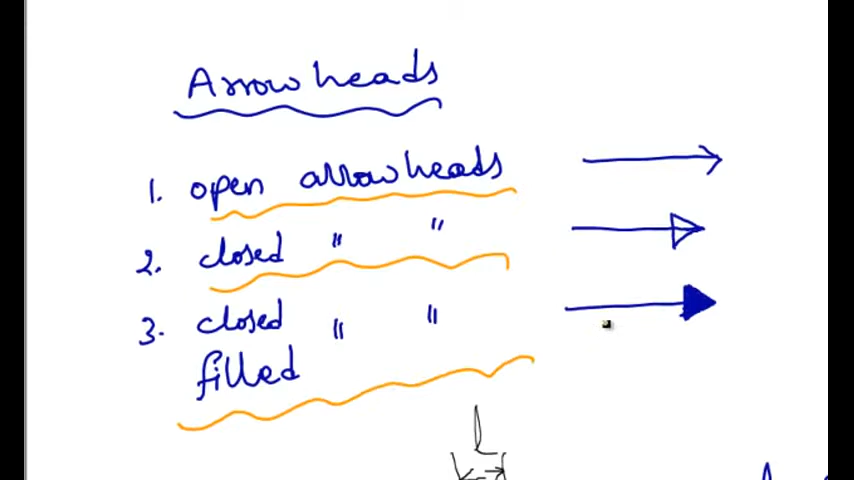 Arrowheads
1. open arrowheads
2. closed " "
3. closed " "
filled